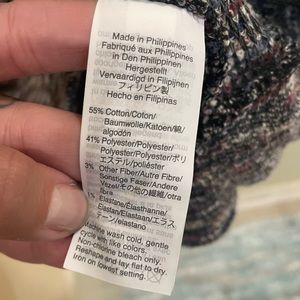 Made in Philippines
Fabriqué aux Philippines
in Den Philippinen
Hergestellt
Vervaardigd in Filipijnen
フィリピン製
Hecho en Filipinas
55% Cotton/Coton/
Baumwolle/Katoen/綿/
algodón
41% Polyester/Polyester/
Polyester/Polyester/ポリ
エステル/poliéster
3% Other Fiber/Autre Fibre/
Sonstige Faser/Andere
Vezel/その他の繊維/otra
fibra
1% Elastane/Élasthanne/
Elastan/Elastaan/エラス
テーン/elastano
Machine wash cold, gentle
cycle with like colors.
Non-chlorine bleach only.
Reshape and lay flat to dry.
Iron on lowest setting.